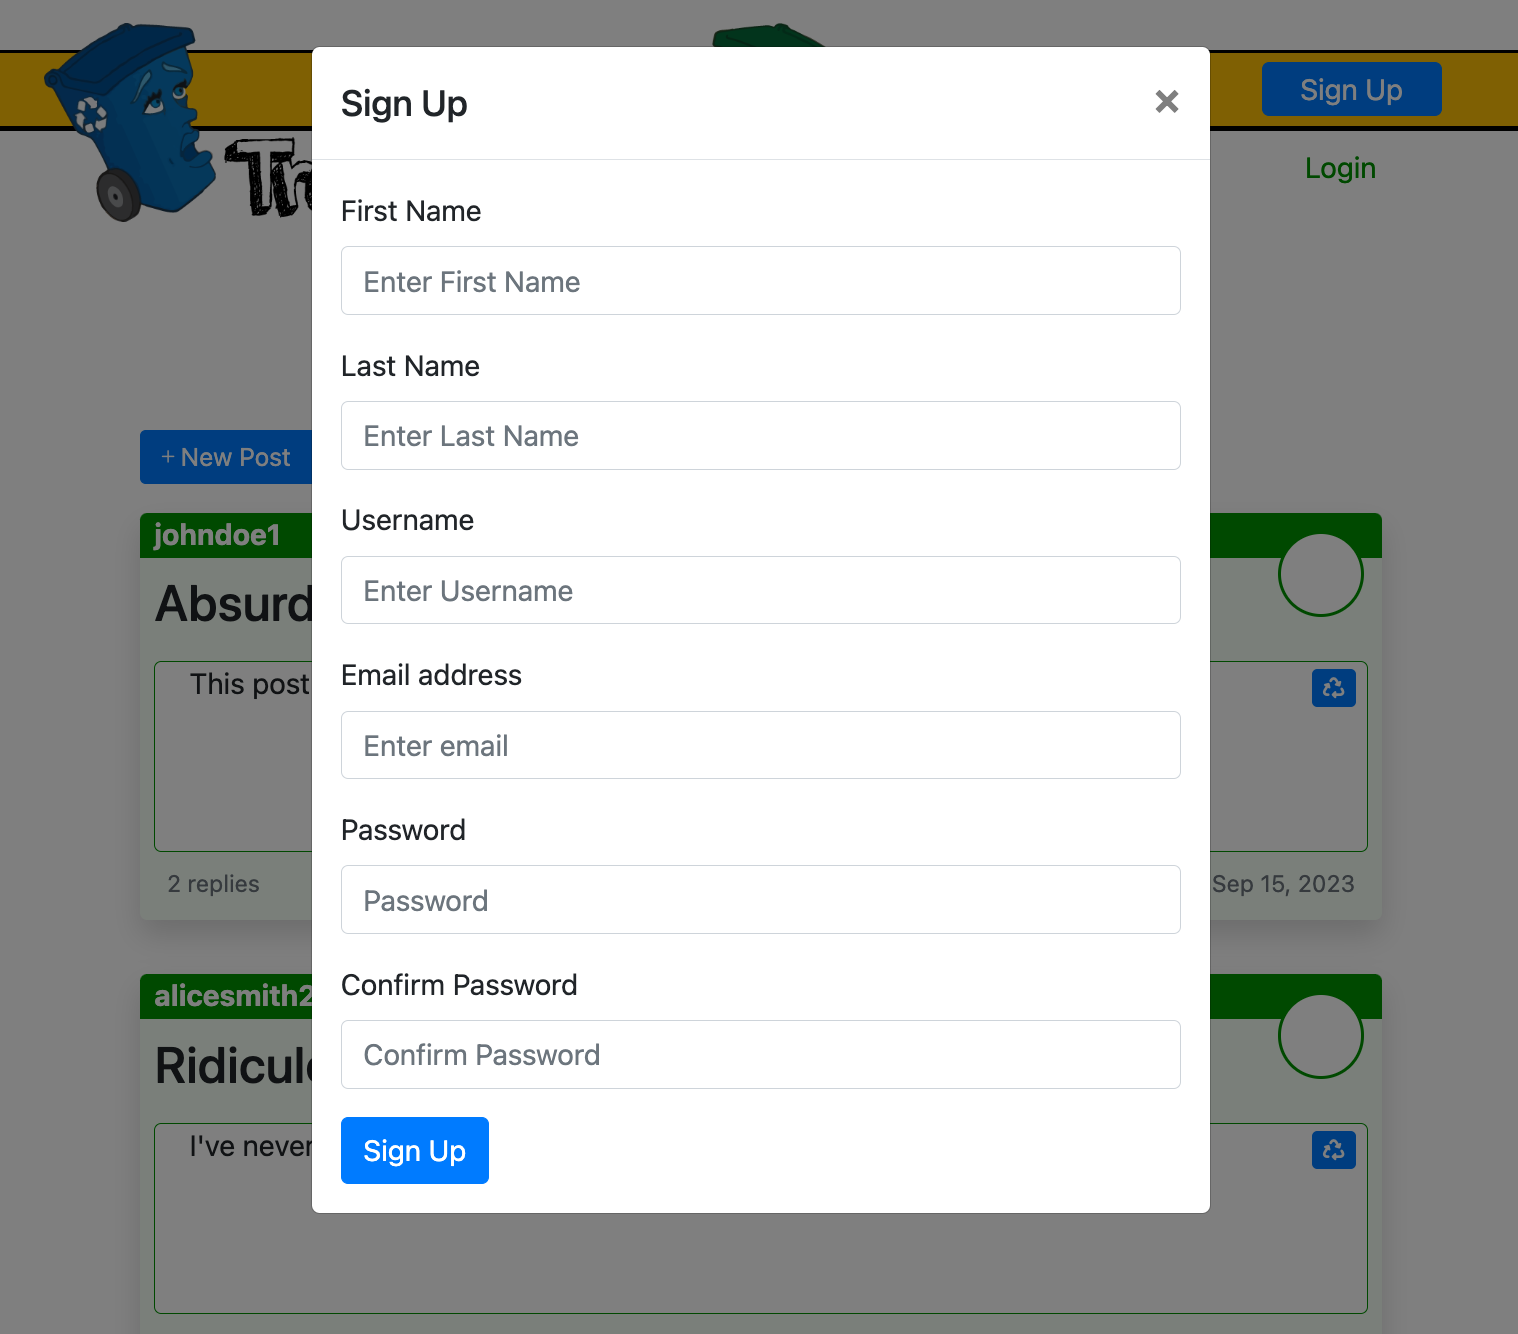 Sign Up
×
Sign Up
Login
First Name
Enter First Name
Last Name
Enter Last Name
+ New Post
Username
Enter Username
johndoe1
Absurd
Email address
This post
Enter email
Password
Password
2 replies
Sep 15, 2023
Confirm Password
Confirm Password
alicesmith2
Sign Up
I've never